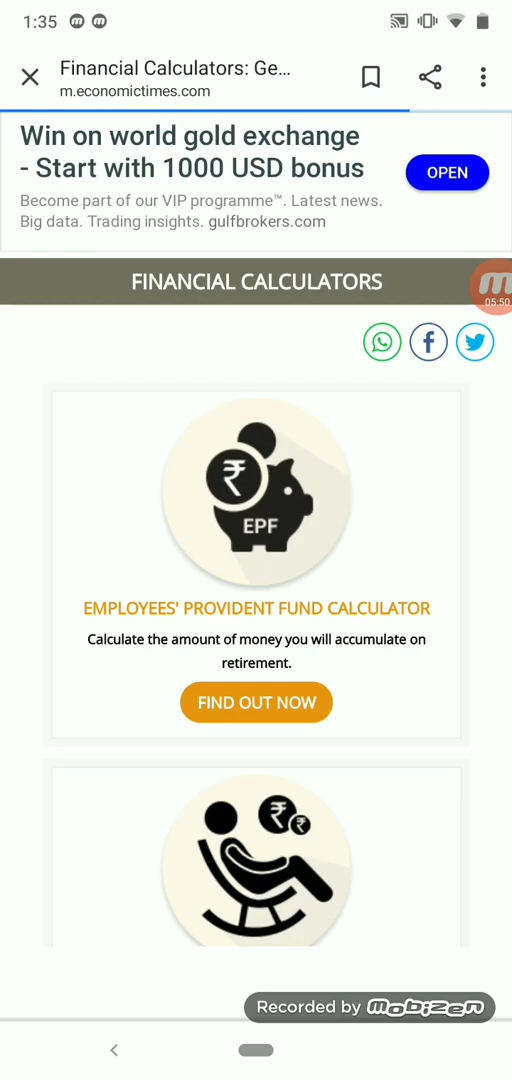 1:35
Financial Calculators: Ge...
m.economictimes.com
Win on world gold exchange
- Start with 1000 USD bonus
OPEN
Become part of our VIP programme™. Latest news.
Big data. Trading insights. gulfbrokers.com
FINANCIAL CALCULATORS
05:50
₹
EPF
EMPLOYEES' PROVIDENT FUND CALCULATOR
Calculate the amount of money you will accumulate on
retirement.
FIND OUT NOW
₹ ₹
Recorded by mobizen